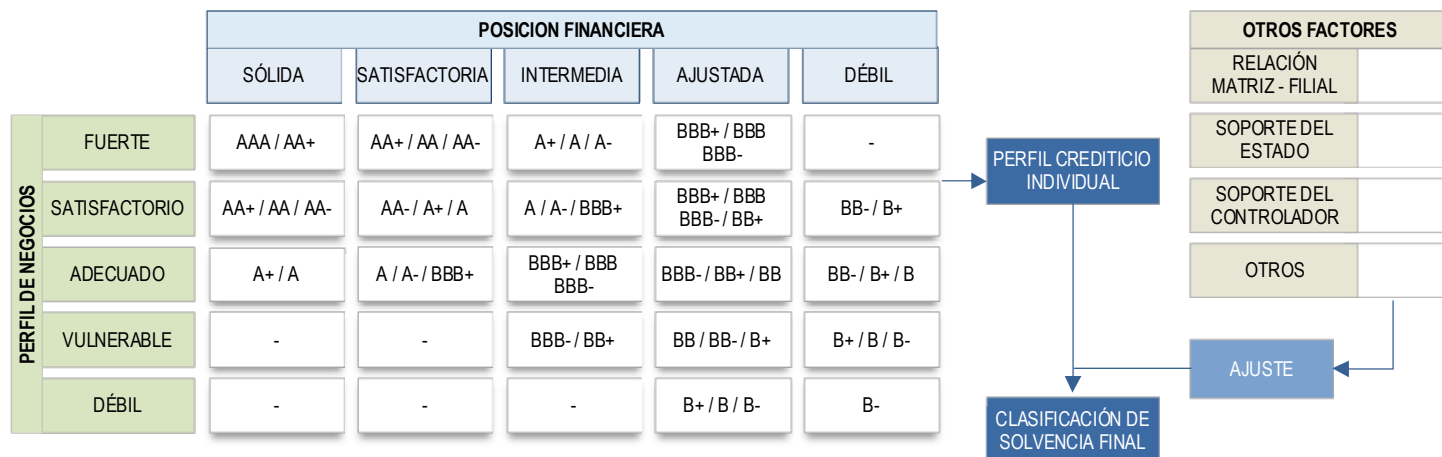 POSICION FINANCIERA
SÓLIDA
SATISFACTORIA
INTERMEDIA
AJUSTADA
DÉBIL
PERFIL DE NEGOCIOS
FUERTE
AAA / AA+
AA+ / AA / AA-
A+ / A / A-
BBB+ / BBB
BBB-
-
SATISFACTORIO
AA+ / AA / AA-
AA- / A+ / A
A / A- / BBB+
BBB+ / BBB
BBB- / BB+
BB- / B+
ADECUADO
A+ / A
A / A- / BBB+
BBB+ / BBB
BBB-
BBB- / BB+ / BB
BB- / B+ / B
VULNERABLE
-
-
BBB- / BB+
BB / BB- / B+
B+ / B / B-
DÉBIL
-
-
-
B+ / B / B-
B-
PERFIL CREDITICIO
INDIVIDUAL
CLASIFICACIÓN DE
SOLVENCIA FINAL
OTROS FACTORES
RELACIÓN
MATRIZ - FILIAL
SOPORTE DEL
ESTADO
SOPORTE DEL
CONTROLADOR
OTROS
AJUSTE